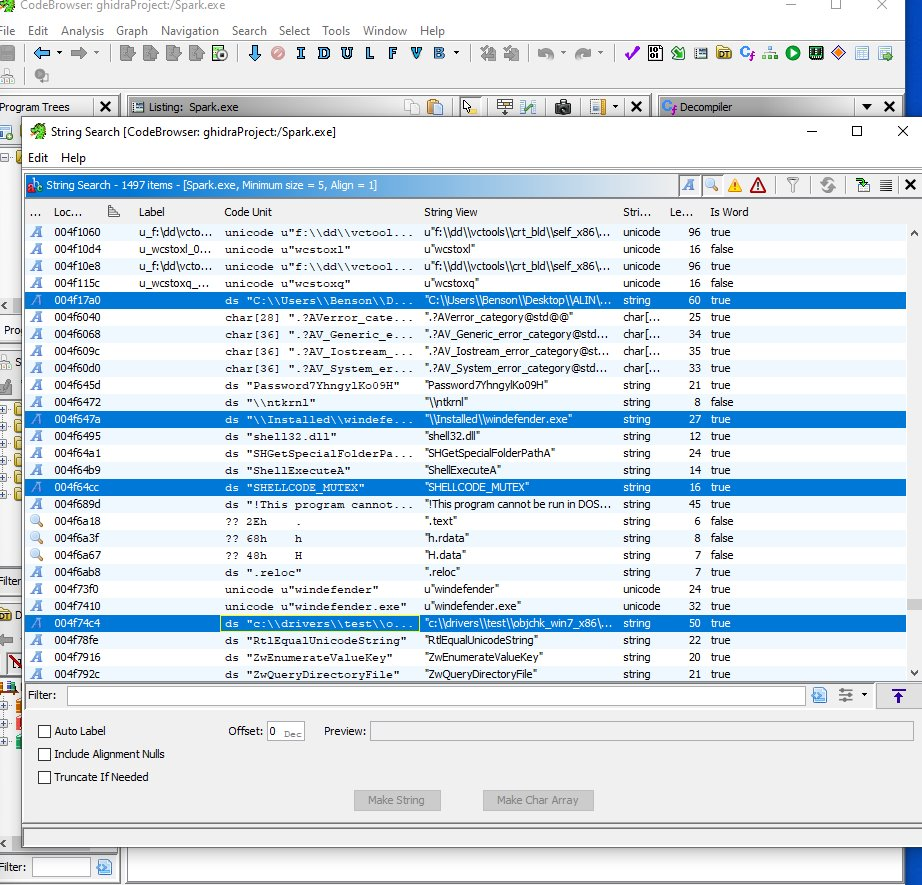 CodeBrowser: ghidraProject:/Spark.exe
File Edit Analysis Graph Navigation Search Select Tools Window Help
I D U L F V B
Program Trees Listing: Spark.exe Decompiler
String Search [CodeBrowser: ghidraProject:/Spark.exe]
Edit Help
String Search - 1497 items - [Spark.exe, Minimum size = 5, Align = 1]
... Loc... Label Code Unit String View Stri... Le... Is Word
A 004f1060 u_f:\dd\vcto... unicode u"f:\\dd\\vctool... u"f:\\dd\\vctools\\crt_bld\\self_x86\... unicode 96 true
A 004f10d4 u_wcstoxl_0... unicode u"wcstoxl" u"wcstoxl" unicode 16 false
A 004f10e8 u_f:\dd\vcto... unicode u"f:\\dd\\vctool... u"f:\\dd\\vctools\\crt_bld\\self_x86\... unicode 96 true
A 004f115c u_wcstoxq_... unicode u"wcstoxq" u"wcstoxq" unicode 16 false
A 004f17a0 ds "C:\\Users\\Benson\\D... "C:\\Users\\Benson\\Desktop\\ALIN\... string 60 true
A 004f6040 char[28] ".?AVerror_cate... ".?AVerror_category@std@@" char[... 25 true
A 004f6068 char[36] ".?AV_Generic_e... ".?AV_Generic_error_category@std... char[... 34 true
A 004f609c char[36] ".?AV_Iostream_... ".?AV_Iostream_error_category@st... char[... 35 true
A 004f60d0 char[36] ".?AV_System_er... ".?AV_System_error_category@std... char[... 33 true
A 004f645d ds "Password7YhngylKo09H" "Password7YhngylKo09H" string 21 true
A 004f6472 ds "\\ntkrnl" "\\ntkrnl" string 8 false
A 004f647a ds "\\Installed\\windefe... "\\Installed\\windefender.exe" string 27 true
A 004f6495 ds "shell32.dll" "shell32.dll" string 12 true
A 004f64a1 ds "SHGetSpecialFolderPa... "SHGetSpecialFolderPathA" string 24 true
A 004f64b9 ds "ShellExecuteA" "ShellExecuteA" string 14 true
A 004f64cc ds "SHELLCODE_MUTEX" "SHELLCODE_MUTEX" string 16 true
A 004f689d ds "!This program cannot... "!This program cannot be run in DOS... string 45 true
004f6a18 ?? 2Eh . ".text" string 6 false
004f6a3f ?? 68h h "h.rdata" string 8 false
004f6a67 ?? 48h H "H.data" string 7 false
A 004f6ab8 ds ".reloc" ".reloc" string 7 true
A 004f73f0 unicode u"windefender" u"windefender" unicode 24 true
A 004f7410 unicode u"windefender.exe" u"windefender.exe" unicode 32 true
A 004f74c4 ds "c:\\drivers\\test\\o... "c:\\drivers\\test\\objchk_win7_x86\... string 50 true
A 004f78fe ds "RtlEqualUnicodeString" "RtlEqualUnicodeString" string 22 true
A 004f7916 ds "ZwEnumerateValueKey" "ZwEnumerateValueKey" string 20 true
A 004f792c ds "ZwQueryDirectoryFile" "ZwQueryDirectoryFile" string 21 true
Filter:
Auto Label Offset: 0 Dec Preview:
Include Alignment Nulls
Truncate If Needed
Make String Make Char Array
Filter: